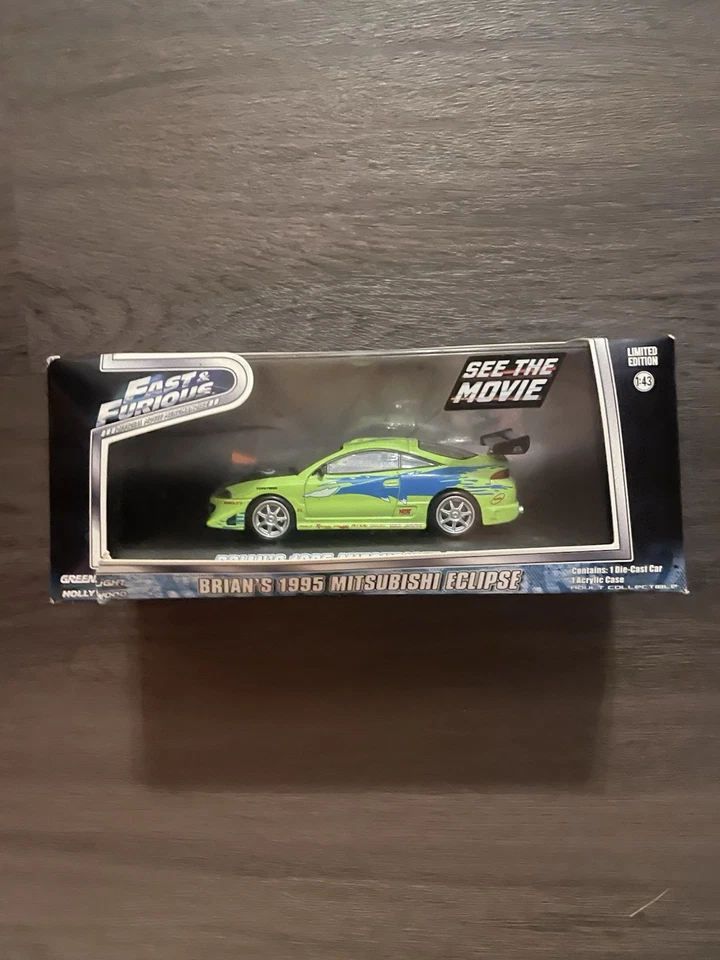 FAST &
FURIOUS
SEE THE
MOVIE
LIMITED
EDITION
1:43
GREENLIGHT
HOLLYWOOD
BRIAN'S 1995 MITSUBISHI ECLIPSE
Contains: 1 Die-Cast Car
1 Acrylic Case
ADULT COLLECTIBLE